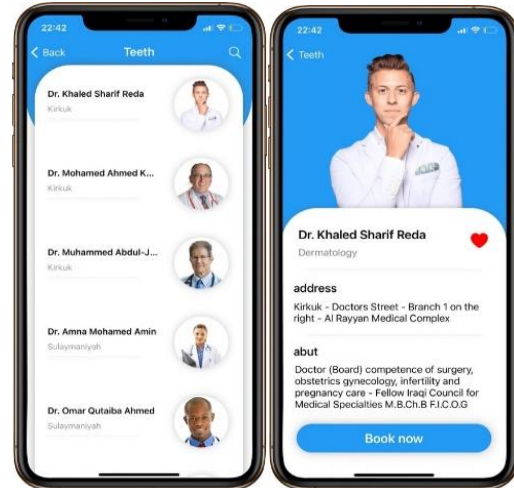 22:42
Back
Teeth
Dr. Khaled Sharif Reda
Kirkuk
Dr. Mohamed Ahmed K...
Kirkuk
Dr. Muhammed Abdul-J...
Kirkuk
Dr. Amna Mohamed Amin
Sulaymaniyah
Dr. Omar Qutaiba Ahmed
Sulaymaniyah
22:42
Teeth
Dr. Khaled Sharif Reda
Dermatology
address
Kirkuk - Doctors Street - Branch 1 on the
right - Al Rayyan Medical Complex
abut
Doctor (Board) competence of surgery,
obstetrics gynecology, infertility and
pregnancy care - Fellow Iraqi Council for
Medical Specialties M.B.Ch.B F.I.C.O.G
Book now